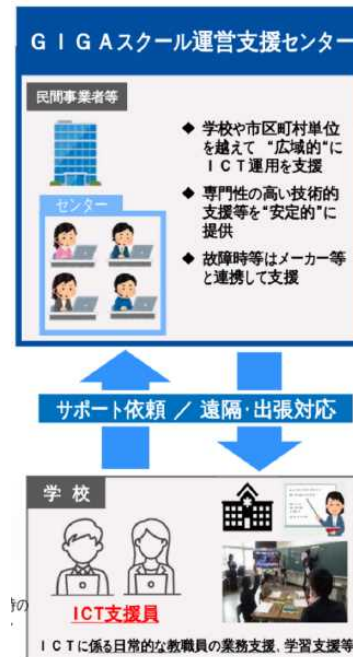 ＧＩＧＡスクール運営支援センター
民間事業者等
センター
◆ 学校や市区町村単位
を越えて “広域的“に
ＩＣＴ運用を支援
◆ 専門性の高い技術的
支援等を“安定的”に
提供
◆ 故障時等はメーカー等
と連携して支援
サポート依頼 ／ 遠隔・出張対応
学 校
時の
ICT支援員
ＩＣＴに係る日常的な教職員の業務支援、学習支援等